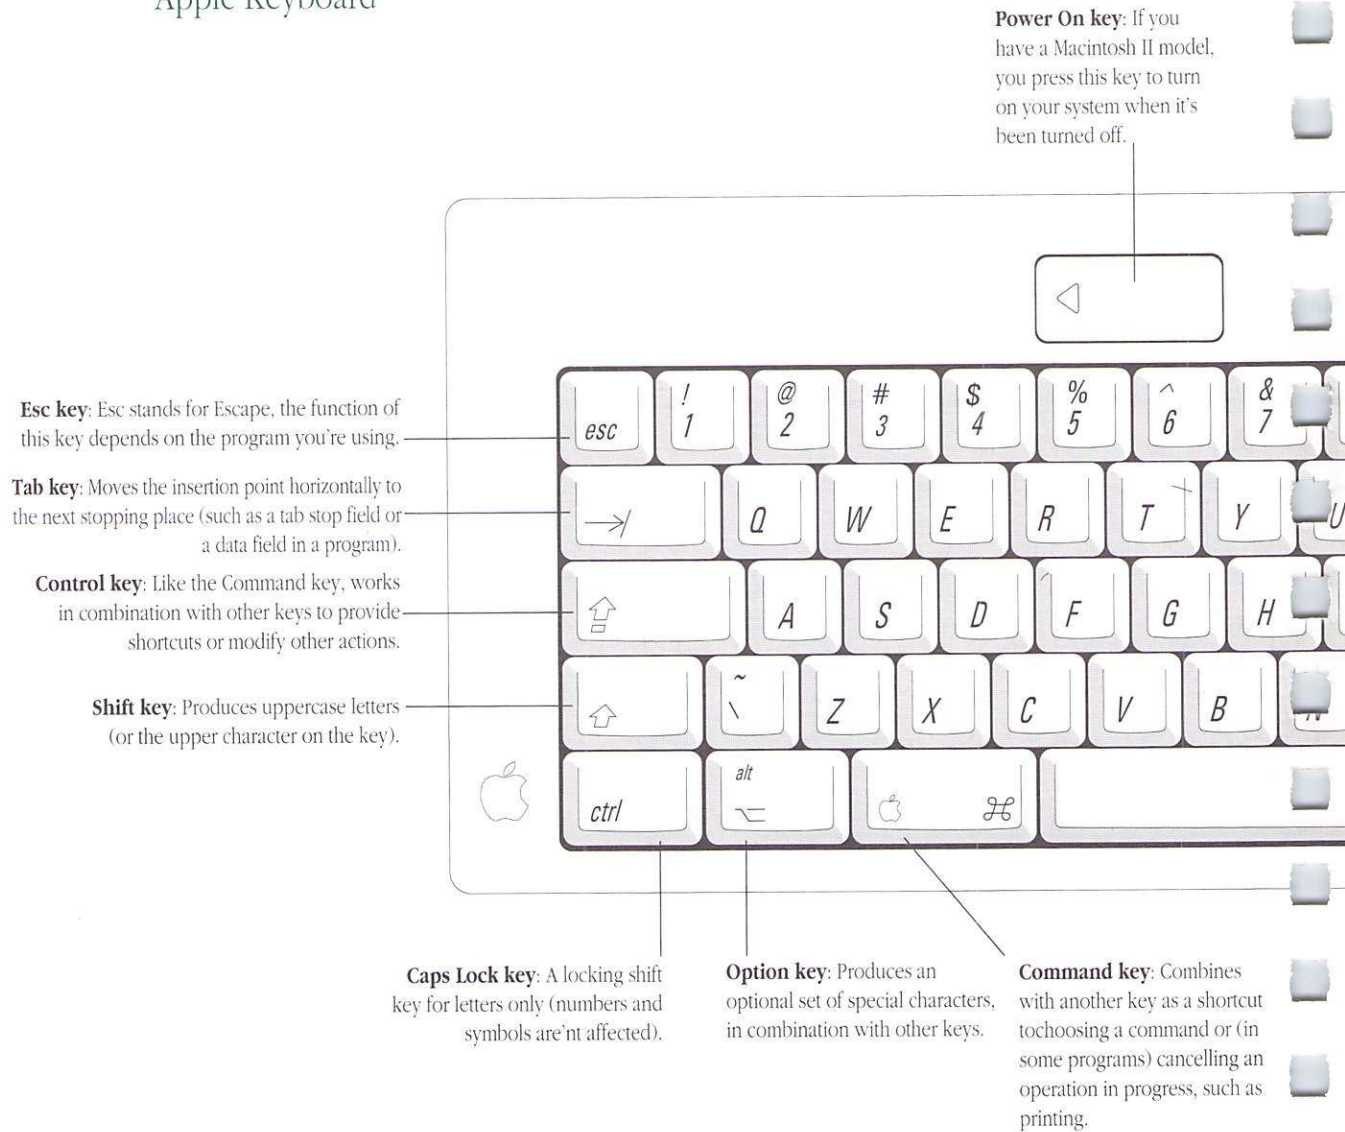 Apple Keyboard
Power On key: If you
have a Macintosh II model,
you press this key to turn
on your system when it's
been turned off.
Esc key: Esc stands for Escape, the function of
this key depends on the program you're using.
Tab key: Moves the insertion point horizontally to
the next stopping place (such as a tab stop field or
a data field in a program).
Control key: Like the Command key, works
in combination with other keys to provide
shortcuts or modify other actions.
Shift key: Produces uppercase letters
(or the upper character on the key).
! @ # $ % ^ &
esc 1 2 3 4 5 6 7
Q W E R T Y U
A S D F G H
~
\ Z X C V B N
alt
ctrl ⌥ ⌘
Caps Lock key: A locking shift
key for letters only (numbers and
symbols are'nt affected).
Option key: Produces an
optional set of special characters,
in combination with other keys.
Command key: Combines
with another key as a shortcut
tochoosing a command or (in
some programs) cancelling an
operation in progress, such as
printing.